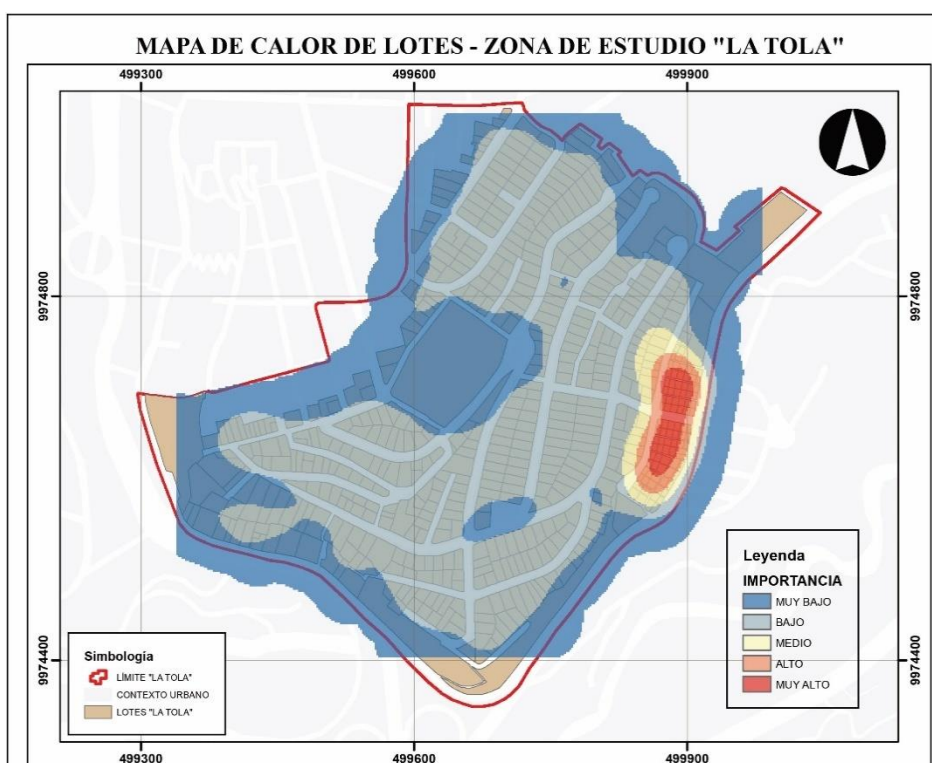 MAPA DE CALOR DE LOTES - ZONA DE ESTUDIO "LA TOLA"
499300 499600 499900
9974800 9974800
9974400 9974400
Leyenda
IMPORTANCIA
MUY BAJO
BAJO
MEDIO
ALTO
MUY ALTO
Simbología
LÍMITE "LA TOLA"
CONTEXTO URBANO
LOTES "LA TOLA"
499300 499600 499900